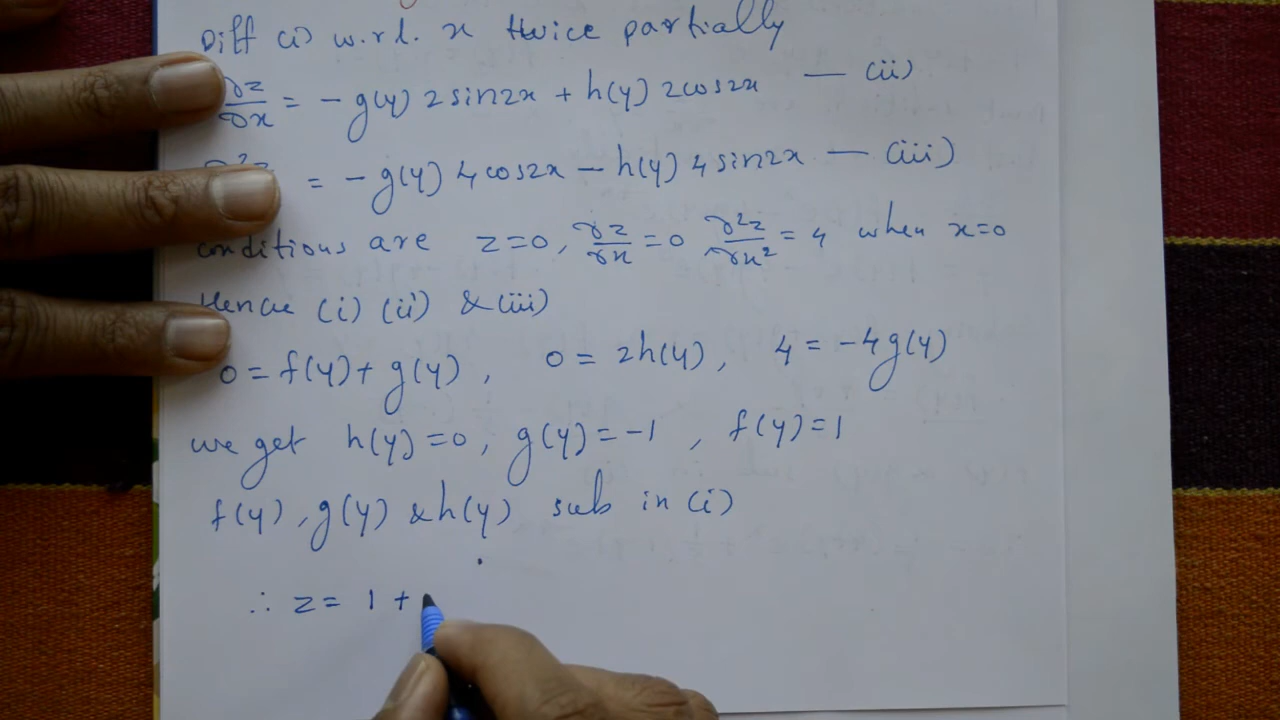 Diff (i) w.r.t. x twice partially
∂z/∂x = - g(y) 2 sin2x + h(y) 2cos2x — (ii)
= - g(y) 4 cos2x - h(y) 4 sin2x — (iii)
conditions are z=0, ∂z/∂x = 0 ∂²z/∂x² = 4 when x=0
Hence (i) (ii) & (iii)
0 = f(y) + g(y), 0 = 2h(y), 4 = -4g(y)
we get h(y)=0, g(y)=-1, f(y)=1
f(y), g(y) & h(y) sub in (i)
∴ z = 1 +